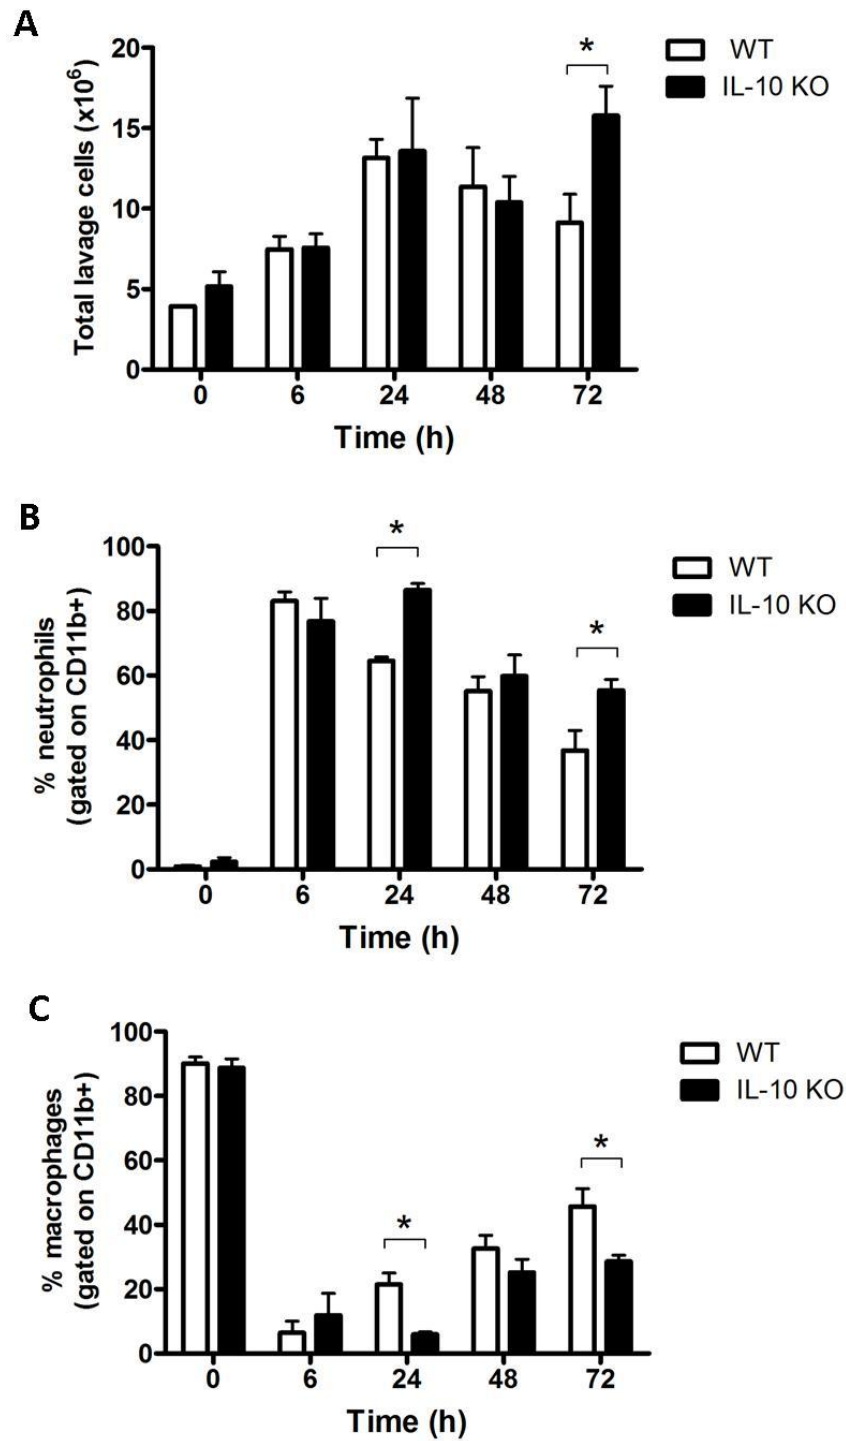 A
Total lavage cells (x10⁶)
20
15
10
5
0
*
WT
IL-10 KO
0 6 24 48 72
Time (h)
B
% neutrophils
(gated on CD11b+)
100
80
60
40
20
0
*
*
WT
IL-10 KO
0 6 24 48 72
Time (h)
C
% macrophages
(gated on CD11b+)
100
80
60
40
20
0
*
*
WT
IL-10 KO
0 6 24 48 72
Time (h)